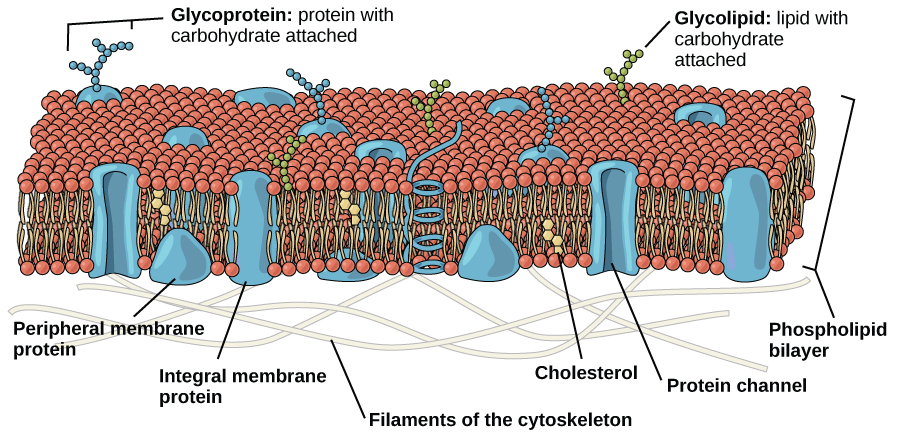 Glycoprotein: protein with
carbohydrate attached
Glycolipid: lipid with
carbohydrate
attached
Peripheral membrane
protein
Integral membrane
protein
Filaments of the cytoskeleton
Cholesterol
Protein channel
Phospholipid
bilayer